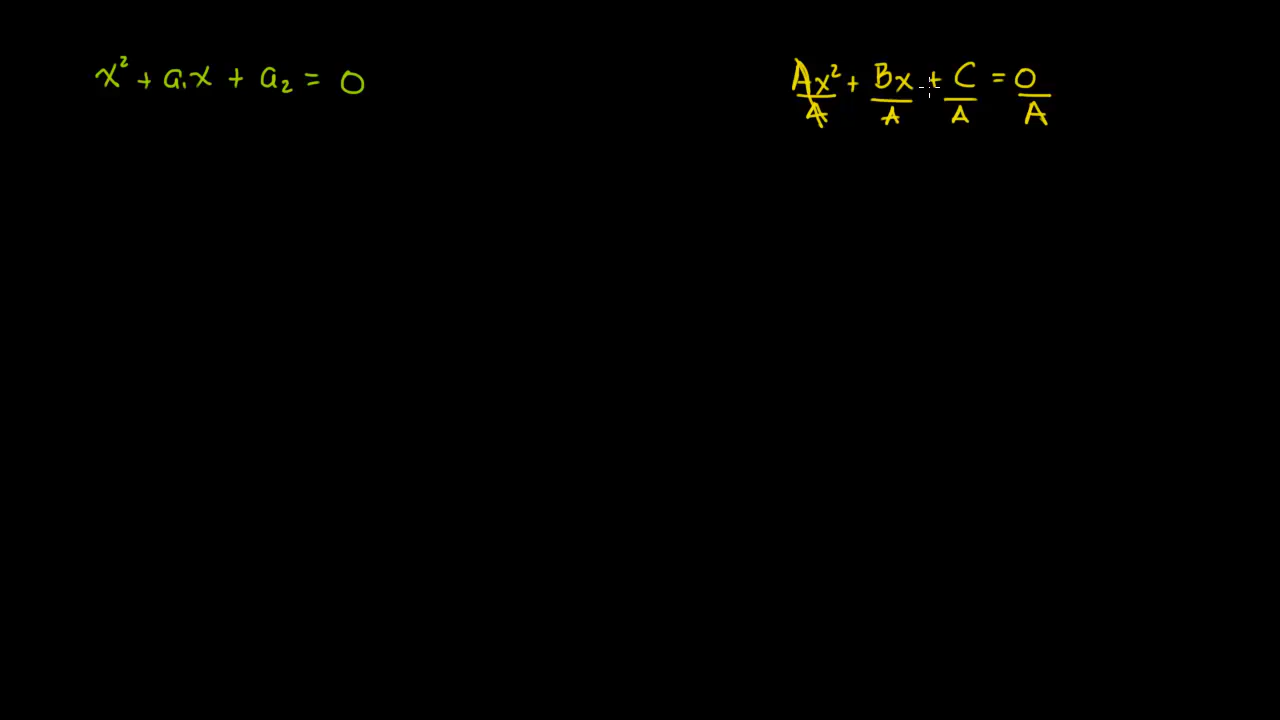 x² + a₁x + a₂ = 0
Ax² + Bx + C = 0
A A A A